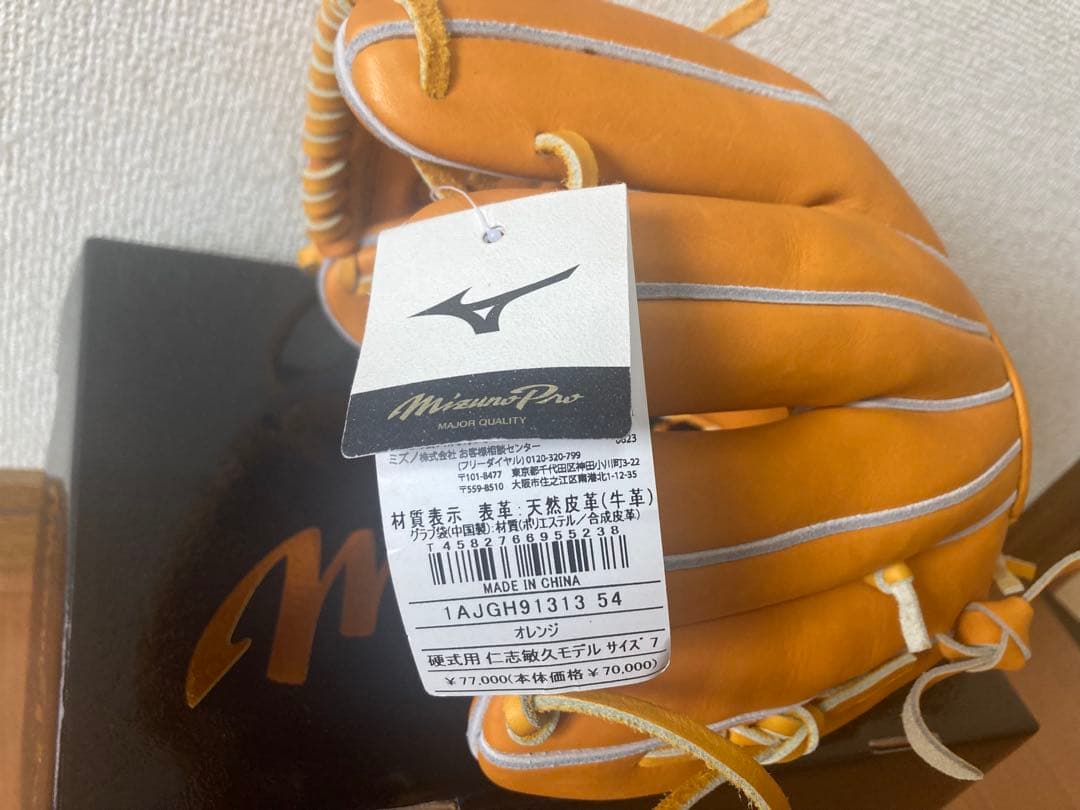 Mizuno Pro
MAJOR QUALITY
0623
ミズノ株式会社 お客様相談センター
(フリーダイヤル) 0120-320-799
〒101-8477 東京都千代田区神田小川町3-22
〒559-8510 大阪市住之江区南港北1-12-35
材質表示 表革:天然皮革(牛革)
グラブ袋(中国製):材質(ポリエステル/合成皮革)
T 4582766955238
MADE IN CHINA
1AJGH91313 54
オレンジ
硬式用 仁志敏久モデル サイズ7
¥77,000(本体価格¥70,000)